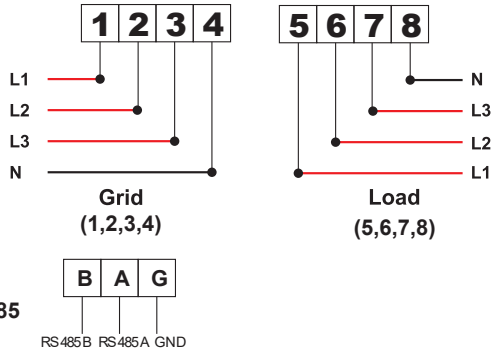 1 2 3 4
L1
L2
L3
N
Grid
(1,2,3,4)
5 6 7 8
N
L3
L2
L1
Load
(5,6,7,8)
B A G
85
RS485B RS485A GND